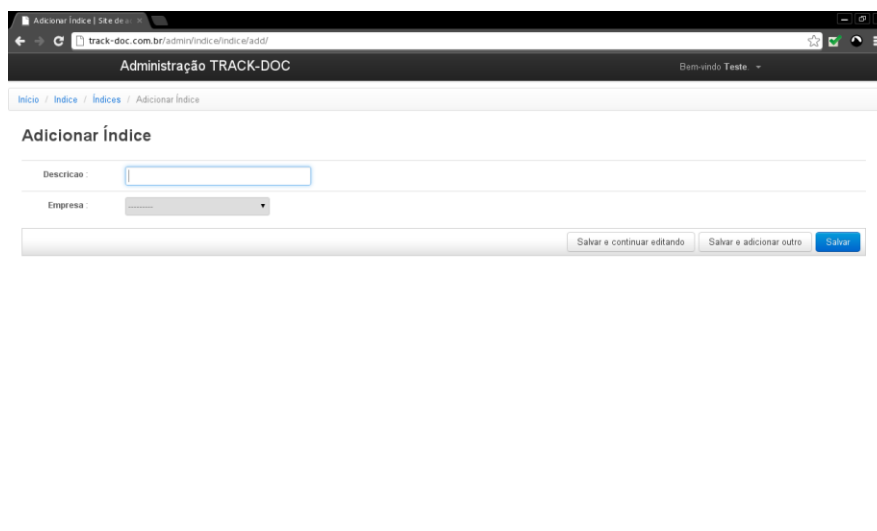 Adicionar Índice | Site de a
track-doc.com.br/admin/indice/indice/add/
Administração TRACK-DOC
Bem-vindo Teste
Início / Indice / Índices / Adicionar Índice
Adicionar Índice
Descricao :
Empresa : ---------
Salvar e continuar editando Salvar e adicionar outro Salvar